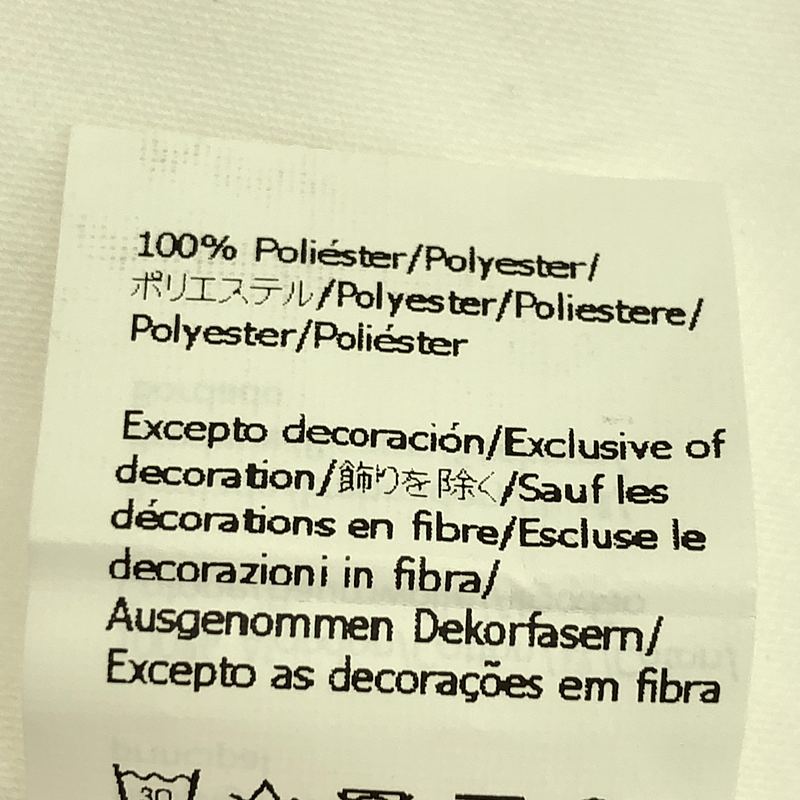 100% Poliéster/Polyester/
ポリエステル/Polyester/Poliestere/
Polyester/Poliéster
Excepto decoración/Exclusive of
decoration/飾りを除く/Sauf les
décorations en fibre/Escluse le
decorazioni in fibra/
Ausgenommen Dekorfasern/
Excepto as decorações em fibra
30